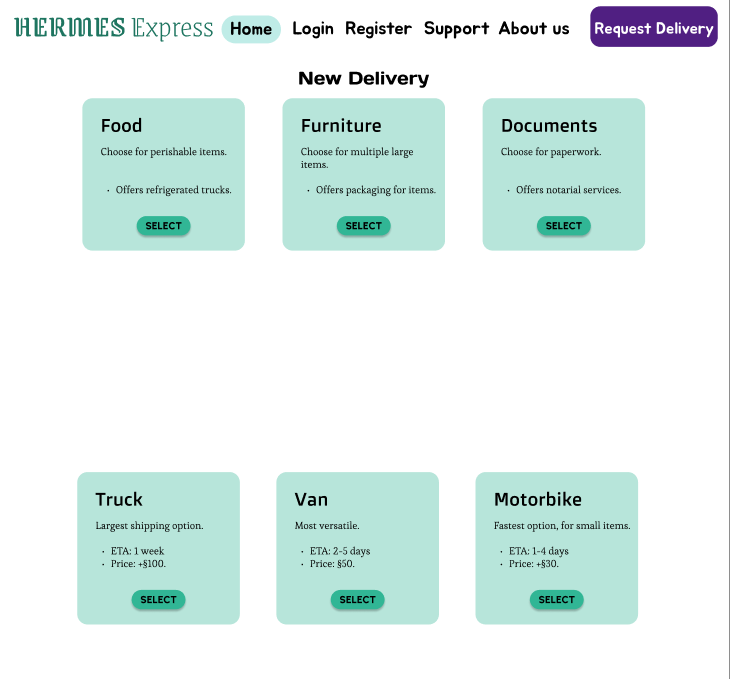 HERMES Express Home Login Register Support About us Request Delivery
New Delivery
Food
Choose for perishable items.
• Offers refrigerated trucks.
SELECT
Furniture
Choose for multiple large
items.
• Offers packaging for items.
SELECT
Documents
Choose for paperwork.
• Offers notarial services.
SELECT
Truck
Largest shipping option.
• ETA: 1 week
• Price: +§100.
SELECT
Van
Most versatile.
• ETA: 2-5 days
• Price: §50.
SELECT
Motorbike
Fastest option, for small items.
• ETA: 1-4 days
• Price: +§30.
SELECT